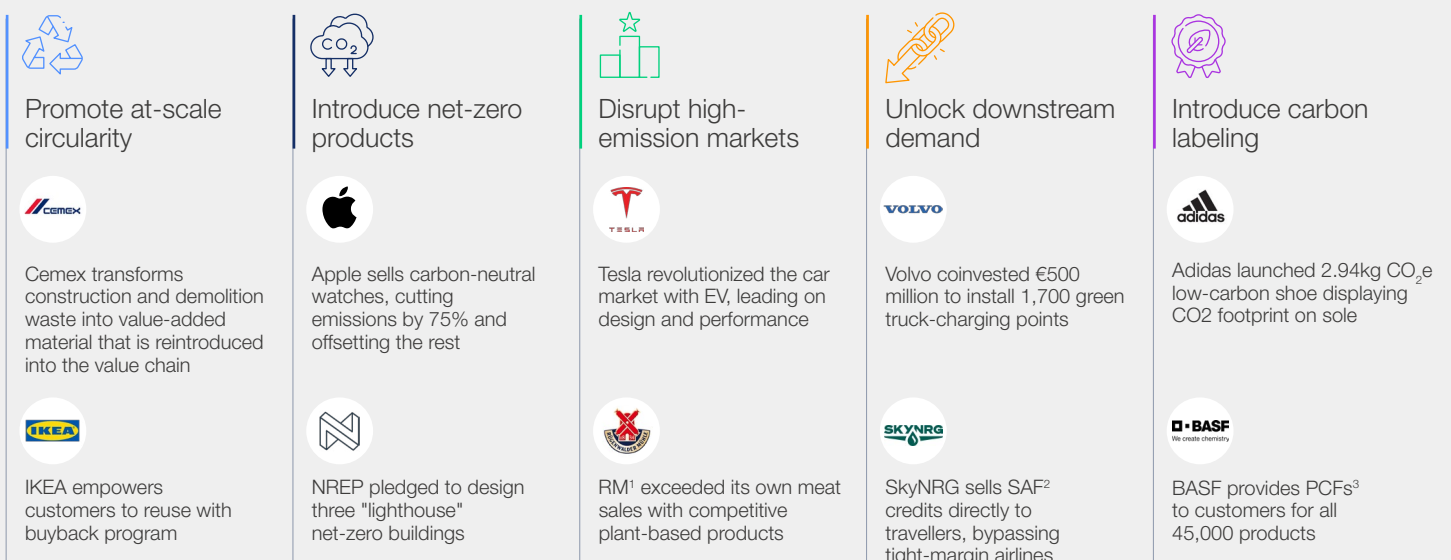 CO2
Promote at-scale
circularity
CEMEX
Cemex transforms
construction and demolition
waste into value-added
material that is reintroduced
into the value chain
IKEA
IKEA empowers
customers to reuse with
buyback program
Introduce net-zero
products
Apple sells carbon-neutral
watches, cutting
emissions by 75% and
offsetting the rest
NREP pledged to design
three "lighthouse"
net-zero buildings
Disrupt high-
emission markets
TESLA
Tesla revolutionized the car
market with EV, leading on
design and performance
RÜGENWALDER MÜHLE
RM¹ exceeded its own meat
sales with competitive
plant-based products
Unlock downstream
demand
VOLVO
Volvo coinvested €500
million to install 1,700 green
truck-charging points
SKYNRG
SkyNRG sells SAF²
credits directly to
travellers, bypassing
tight-margin airlines
Introduce carbon
labeling
adidas
Adidas launched 2.94kg CO₂e
low-carbon shoe displaying
CO2 footprint on sole
BASF
We create chemistry
BASF provides PCFs³
to customers for all
45,000 products